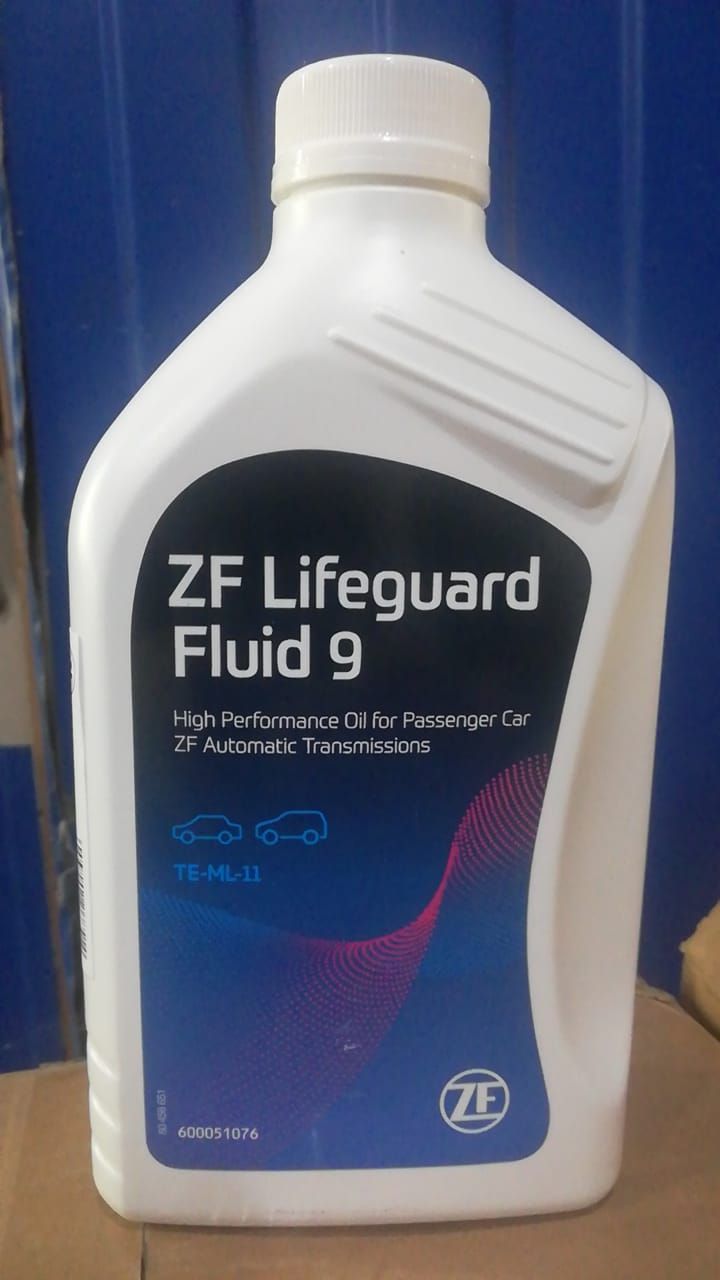 ZF Lifeguard
Fluid 9
High Performance Oil for Passenger Car
ZF Automatic Transmissions
TE-ML-11
600051076
ZF